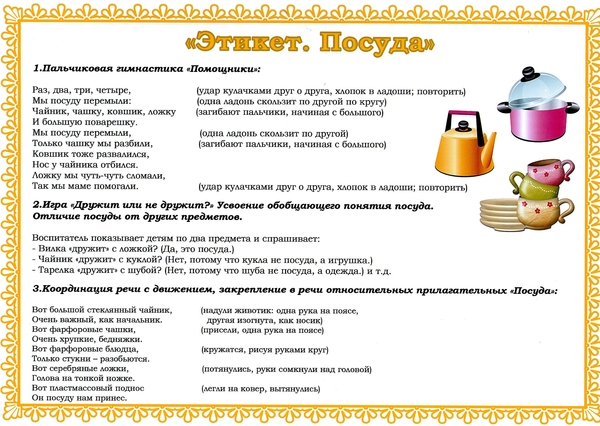 «Этикет. Посуда»
1.Пальчиковая гимнастика «Помощники»:
Раз, два, три, четыре, (удар кулачками друг о друга, хлопок в ладоши; повторить)
Мы посуду перемыли: (одна ладонь скользит по другой по кругу)
Чайник, чашку, ковшик, ложку (загибают пальчики, начиная с большого)
И большую поварешку.
Мы посуду перемыли, (одна ладонь скользит по другой)
Только чашку мы разбили, (загибают пальчики, начиная с большого)
Ковшик тоже развалился,
Нос у чайника отбился.
Ложку мы чуть-чуть сломали,
Так мы маме помогали. (удар кулачками друг о друга, хлопок в ладоши; повторить)
2.Игра «Дружит или не дружит?» Усвоение обобщающего понятия посуда.
Отличие посуды от других предметов.
Воспитатель показывает детям по два предмета и спрашивает:
- Вилка «дружит» с ложкой? (Да, это посуда.)
- Чайник «дружит» с куклой? (Нет, потому что кукла не посуда, а игрушка.)
- Тарелка «дружит» с шубой? (Нет, потому что шуба не посуда, а одежда.) и т.д.
3.Координация речи с движением, закрепление в речи относительных прилагательных «Посуда»:
Вот большой стеклянный чайник, (надули животик: одна рука на поясе,
Очень важный, как начальник. другая изогнута, как носик)
Вот фарфоровые чашки, (присели, одна рука на поясе)
Очень хрупкие, бедняжки.
Вот фарфоровые блюдца, (кружатся, рисуя руками круг)
Только стукни – разобьются.
Вот серебряные ложки, (потянулись, руки сомкнули над головой)
Голова на тонкой ножке.
Вот пластмассовый поднос (легли на ковер, вытянулись)
Он посуду нам принес.